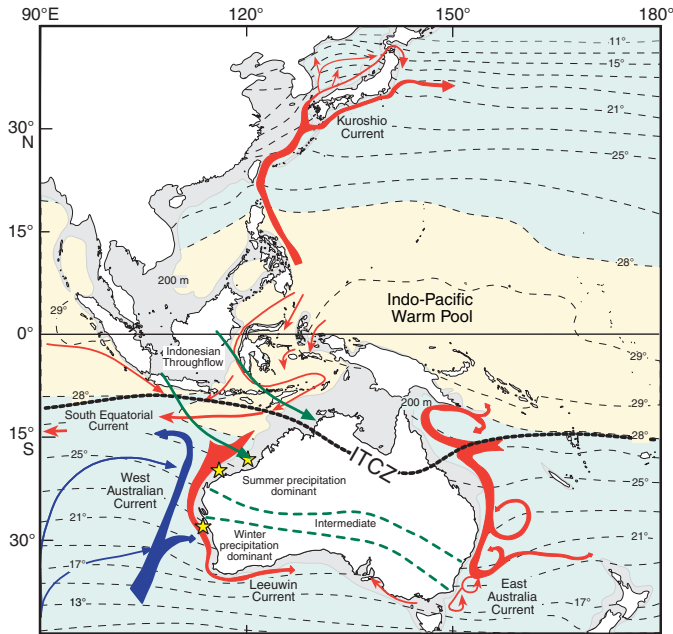 90°E
120°
150°
180°
11°
15°
21°
25°
28°
30°
N
Kuroshio
Current
15°
200 m
28°
29°
Indo-Pacific
Warm Pool
0°
Indonesian
Throughflow
29°
28°
200 m
South Equatorial
Current
29°
15°
S
ITCZ
28°
25°
25°
West
Australian
Current
Summer precipitation
dominant
21°
Intermediate
30°
Winter
precipitation
dominant
21°
17°
Leeuwin
Current
East
Australia
Current
17°
13°